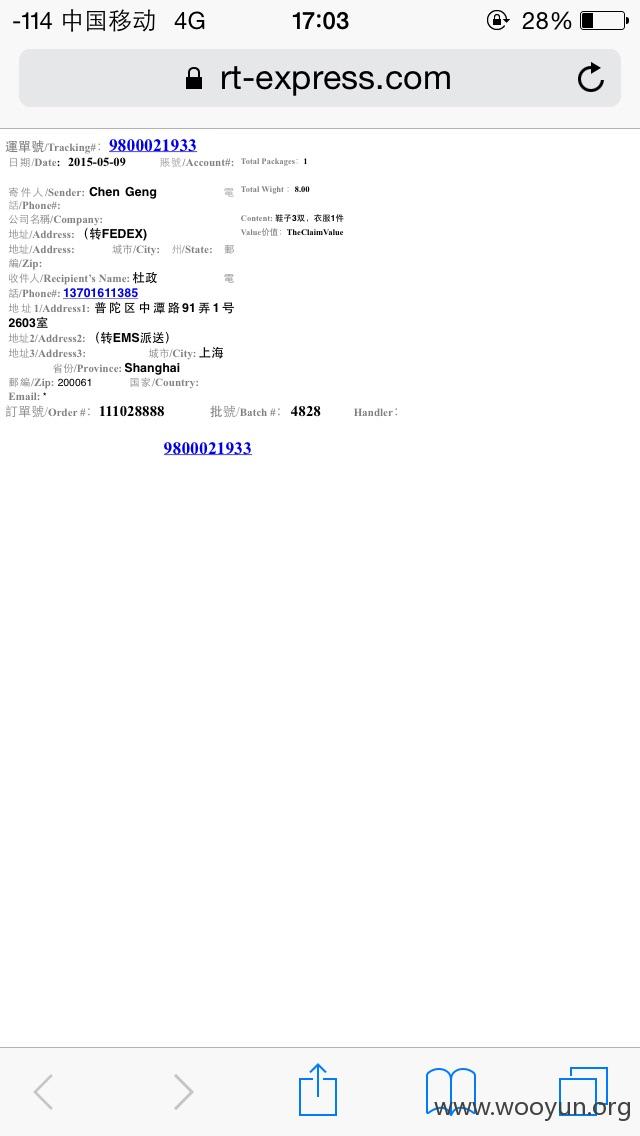 -114 中国移动 4G 17:03 28%
rt-express.com
運單號/Tracking#: 9800021933
日期/Date: 2015-05-09 賬號/Account#: Total Packages: 1
寄件人/Sender: Chen Geng 電 Total Wight: 8.00
話/Phone#:
公司名稱/Company: Content: 鞋子3双, 衣服1件
地址/Address: （转FEDEX) Value价值: TheClaimValue
地址/Address: 城市/City: 州/State: 郵
編/Zip:
收件人/Recipient's Name: 杜政 電
話/Phone#: 13701611385
地址1/Address1: 普陀区中潭路91弄1号
2603室
地址2/Address2: （转EMS派送）
地址3/Address3: 城市/City: 上海
省份/Province: Shanghai
郵編/Zip: 200061 国家/Country:
Email: *
訂單號/Order #: 111028888 批號/Batch #: 4828 Handler:
9800021933
www.wooyun.org